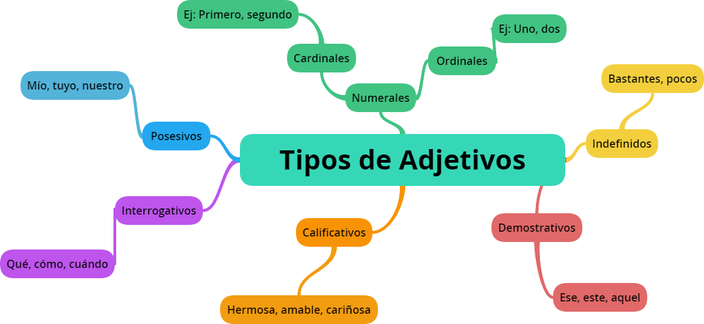 Ej: Primero, segundo
Ej: Uno, dos
Cardinales
Ordinales
Bastantes, pocos
Mío, tuyo, nuestro
Numerales
Posesivos
Indefinidos
Tipos de Adjetivos
Interrogativos
Demostrativos
Calificativos
Qué, cómo, cuándo
Ese, este, aquel
Hermosa, amable, cariñosa